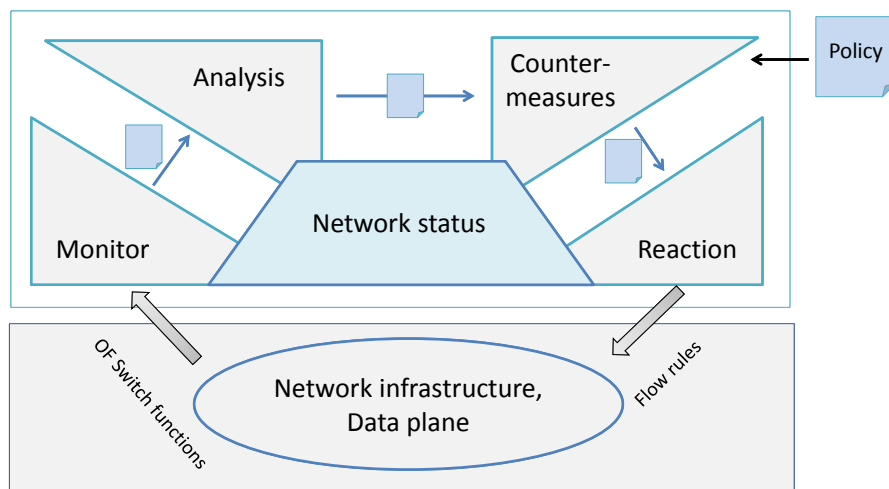 Policy
Analysis
Counter-
measures
Network status
Monitor
Reaction
OF Switch functions
Flow rules
Network infrastructure,
Data plane